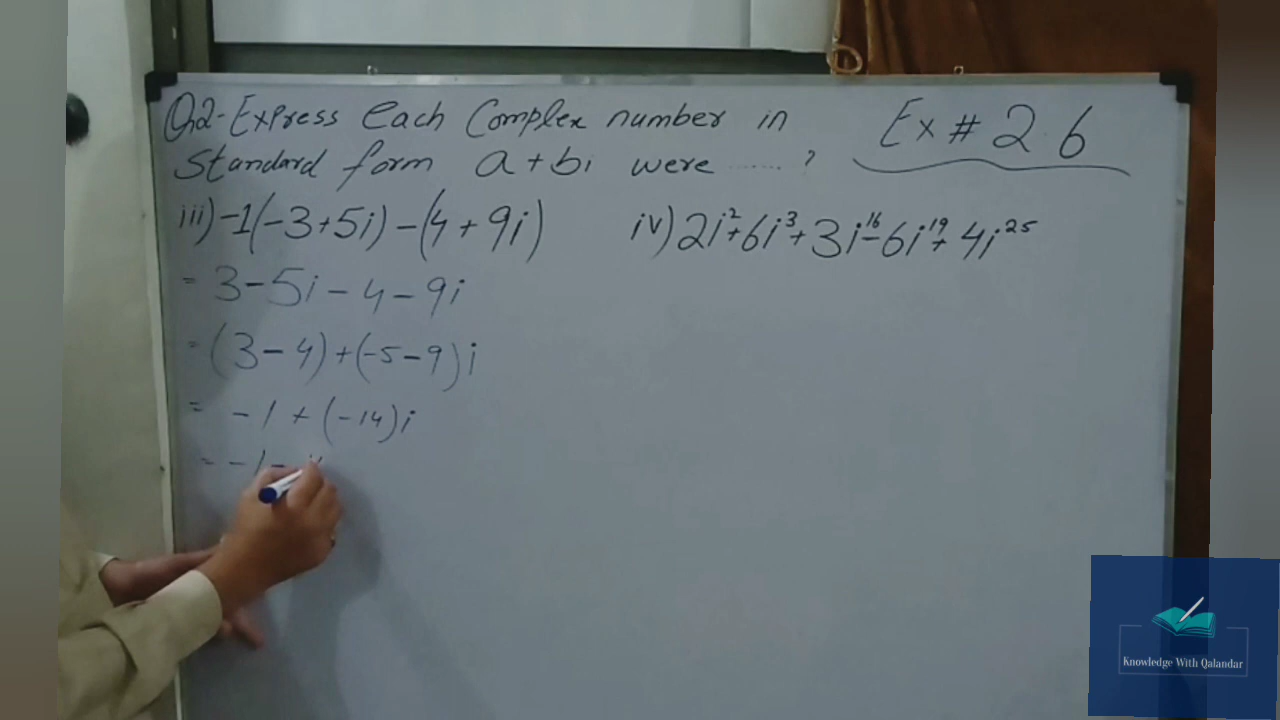 Q2- Express each Complex number in
Standard form a+bi were ...... ?
Ex # 2.6
iii) -1(-3+5i) - (4+9i)
= 3-5i-4-9i
= (3-4)+(-5-9)i
= -1 + (-14)i
= -1 -
iv) 2i²+6i³+3i¹⁶-6i¹⁹+4i²⁵
Knowledge With Qalandar